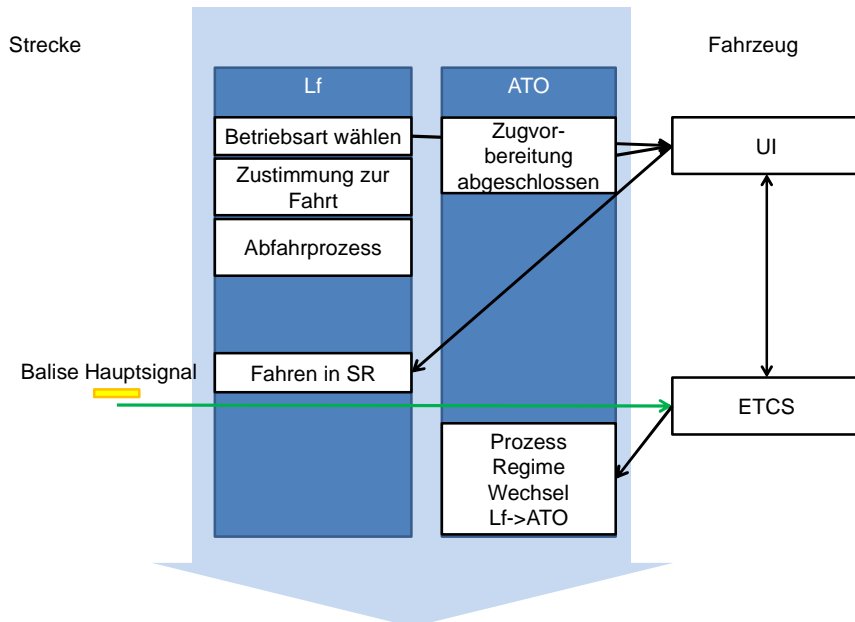 Strecke
Fahrzeug
Lf
ATO
Betriebsart wählen
Zugvor-
bereitung
abgeschlossen
UI
Zustimmung zur
Fahrt
Abfahrprozess
Balise Hauptsignal
Fahren in SR
ETCS
Prozess
Regime
Wechsel
Lf->ATO